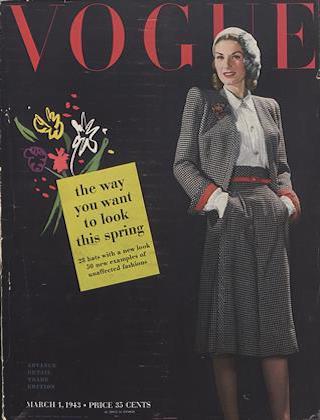 VOGUE
the way
you want
to look
this spring
28 hats with a new look
50 new examples of
unaffected fashions
ADVANCE
RETAIL
TRADE
EDITION
MARCH 1, 1943 • PRICE 35 CENTS